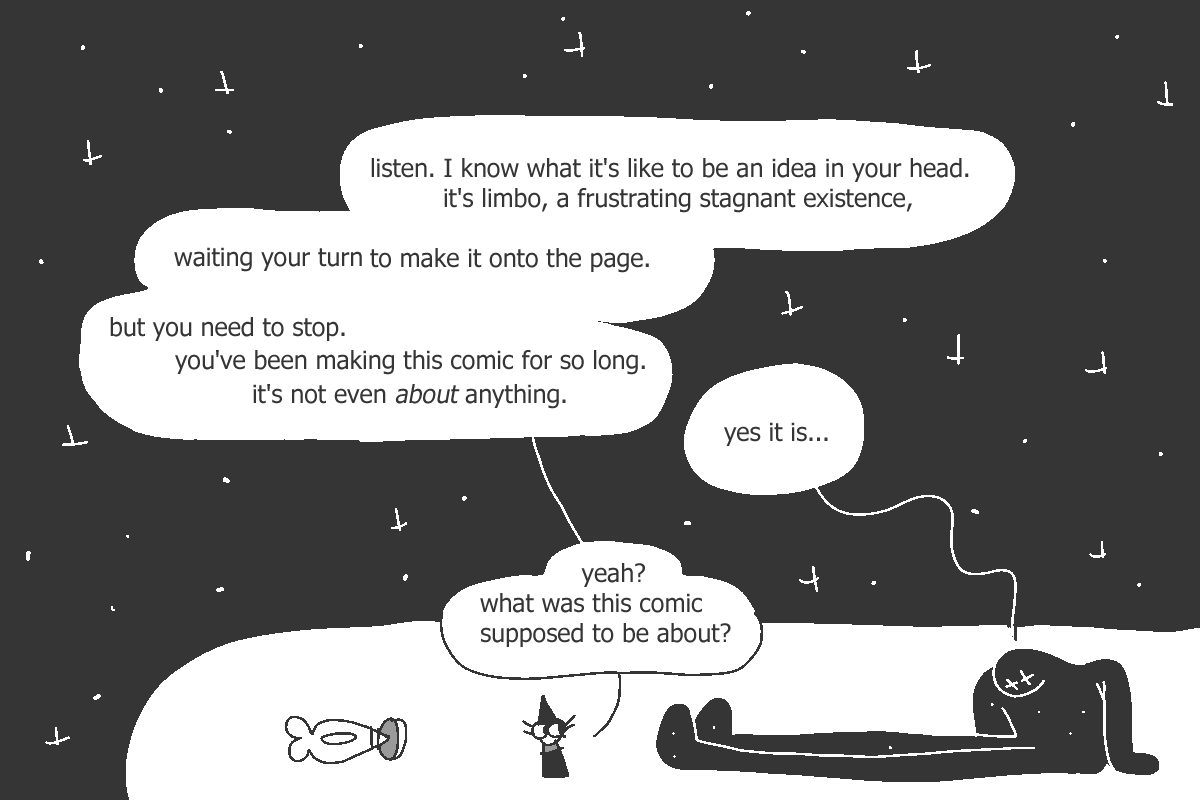 listen. I know what it's like to be an idea in your head.
it's limbo, a frustrating stagnant existence,
waiting your turn to make it onto the page.
but you need to stop.
you've been making this comic for so long.
it's not even about anything.
yes it is...
yeah?
what was this comic
supposed to be about?